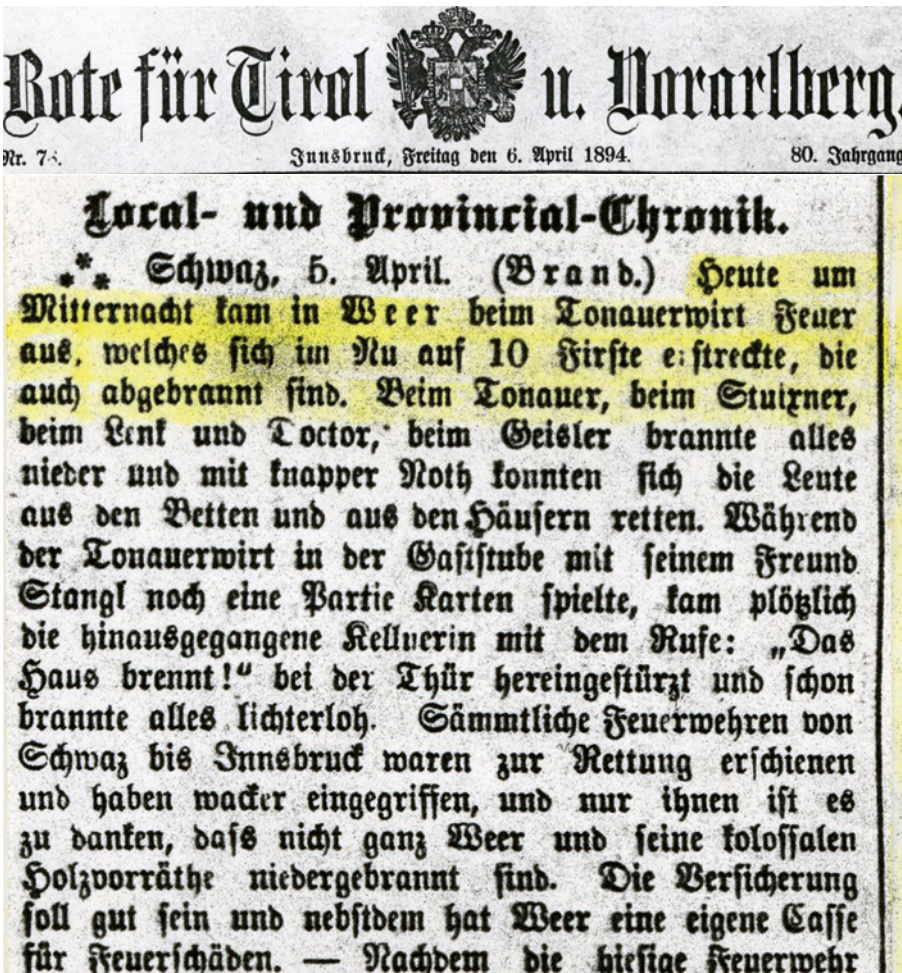 Bote für Tirol u. Vorarlberg.
Nr. 78. Innsbruck, Freitag den 6. April 1894. 80. Jahrgang
Local- und Provincial-Chronik.
⁂ Schwaz, 5. April. (Brand.) Heute um
Mitternacht kam in Weer beim Tonauerwirt Feuer
aus, welches sich im Nu auf 10 Firste erstreckte, die
auch abgebrannt sind. Beim Tonauer, beim Stuixner,
beim Lenk und Doctor, beim Geisler brannte alles
nieder und mit knapper Noth konnten sich die Leute
aus den Betten und aus den Häusern retten. Während
der Tonauerwirt in der Gaststube mit seinem Freund
Stangl noch eine Partie Karten spielte, kam plötzlich
die hinausgegangene Kellnerin mit dem Rufe: „Das
Haus brennt!“ bei der Thür hereingestürzt und schon
brannte alles lichterloh. Sämmtliche Feuerwehren von
Schwaz bis Innsbruck waren zur Rettung erschienen
und haben wacker eingegriffen, und nur ihnen ist es
zu danken, dass nicht ganz Weer und seine kolossalen
Holzvorräthe niedergebrannt sind. Die Versicherung
soll gut sein und nebstdem hat Weer eine eigene Casse
für Feuerschäden. — Nachdem die hiesige Feuerwehr